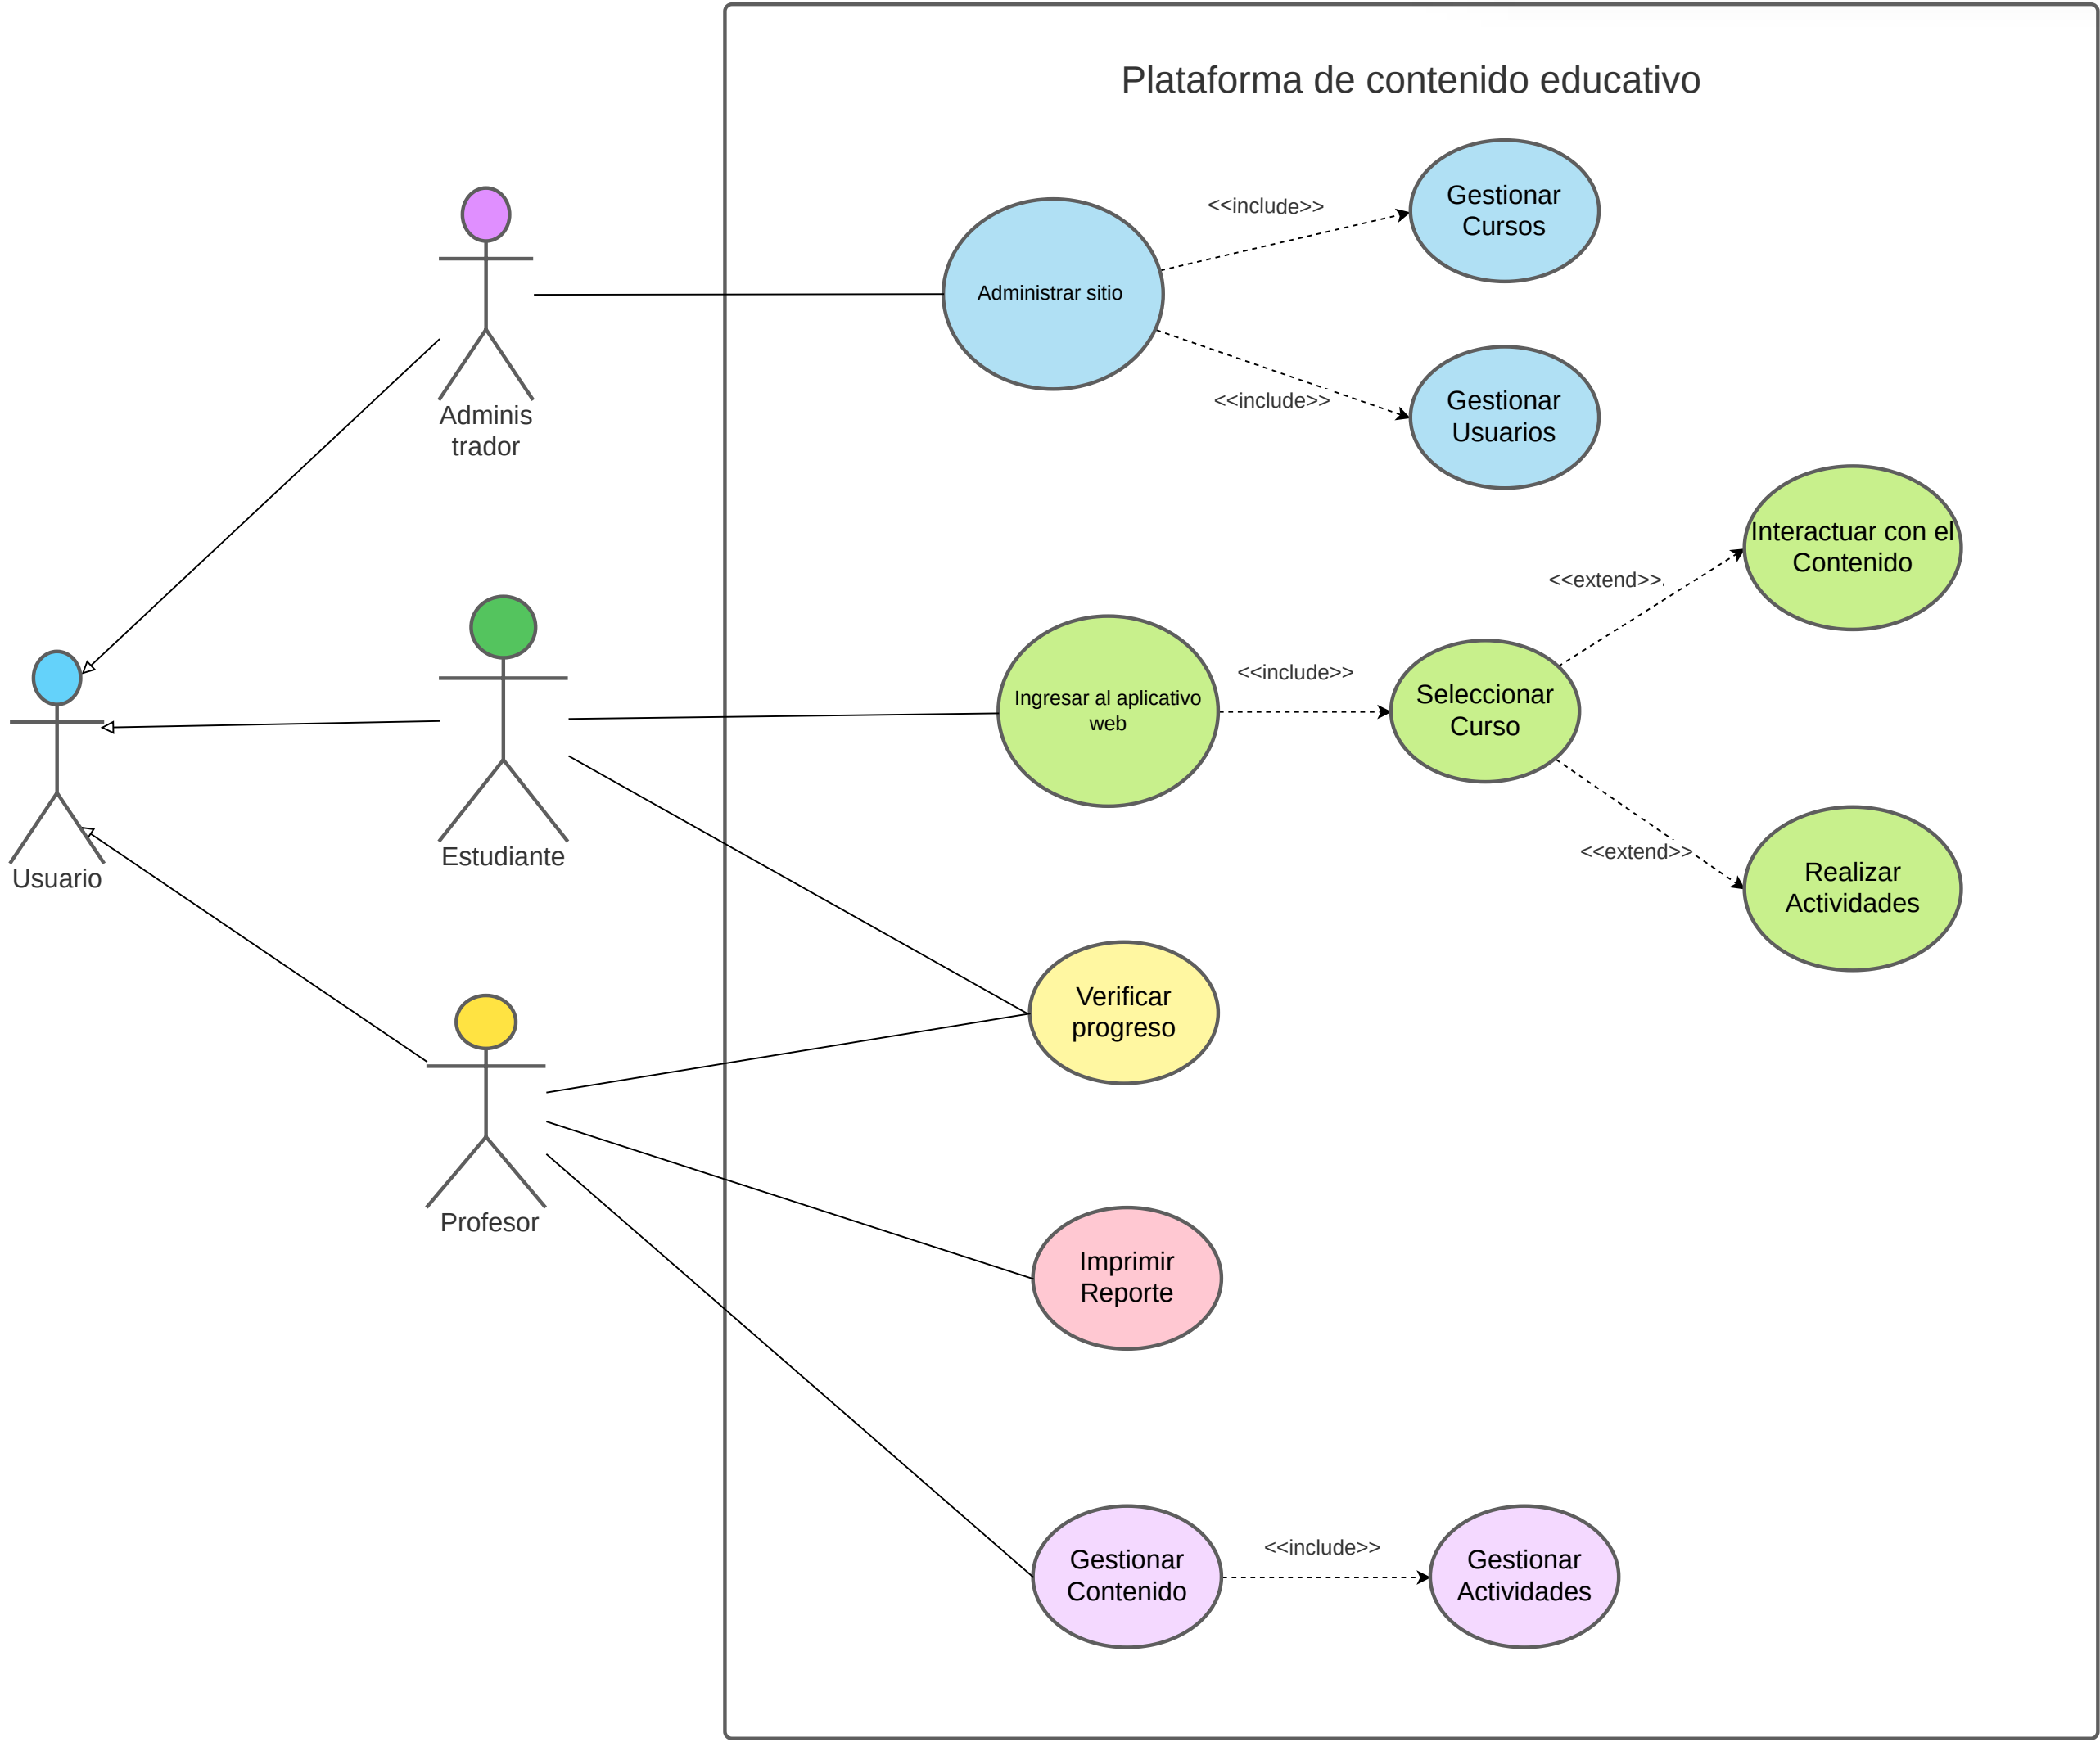 Plataforma de contenido educativo
Gestionar
Cursos
<<include>>
Administrar sitio
<<include>>
Gestionar
Usuarios
Adminis
trador
Interactuar con el
Contenido
<<extend>>
Ingresar al aplicativo
web
<<include>>
Seleccionar
Curso
<<extend>>
Realizar
Actividades
Estudiante
Usuario
Verificar
progreso
Profesor
Imprimir
Reporte
Gestionar
Contenido
<<include>>
Gestionar
Actividades